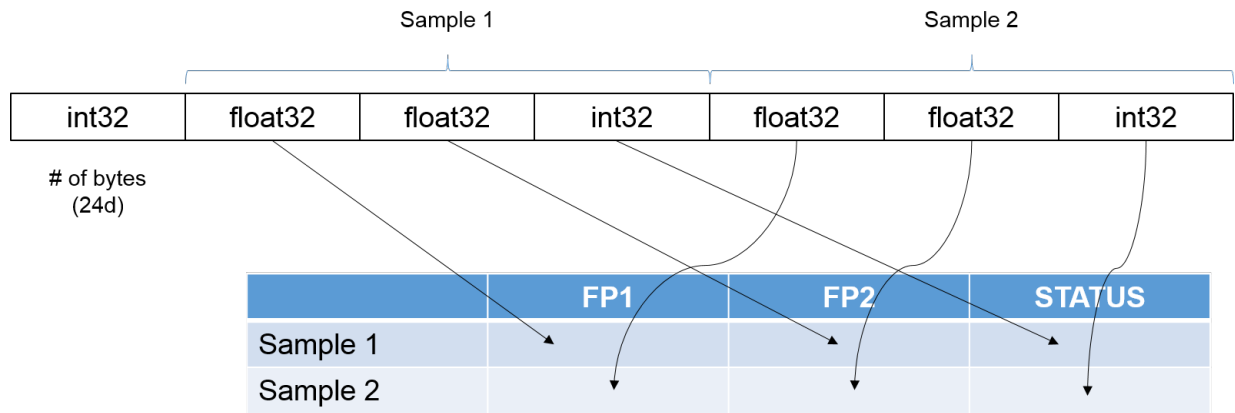 Sample 1
Sample 2
int32
float32
float32
int32
float32
float32
int32
# of bytes
(24d)
FP1
FP2
STATUS
Sample 1
Sample 2